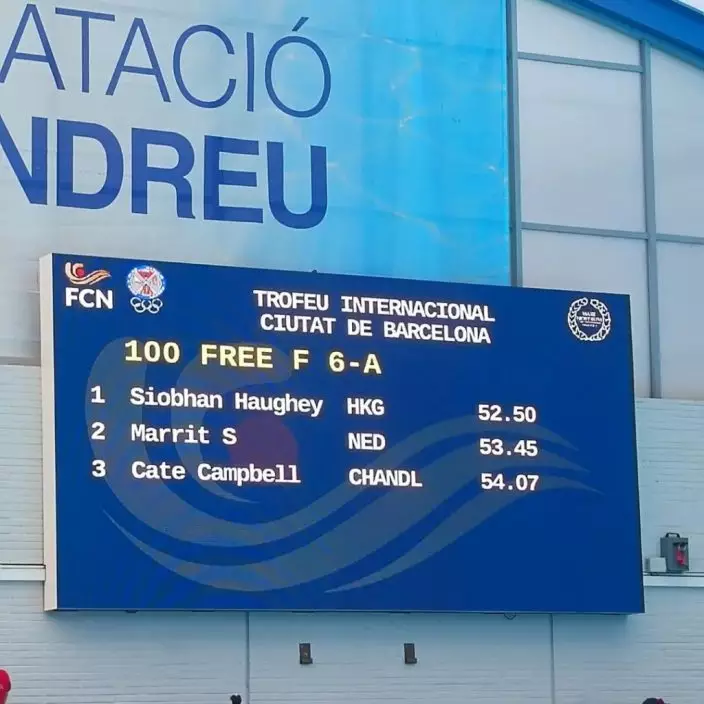 ATACIÓ
NDREU
FCN
TROFEU INTERNACIONAL
CIUTAT DE BARCELONA
100 FREE F 6-A
1 Siobhan Haughey HKG 52.50
2 Marrit S NED 53.45
3 Cate Campbell CHANDL 54.07